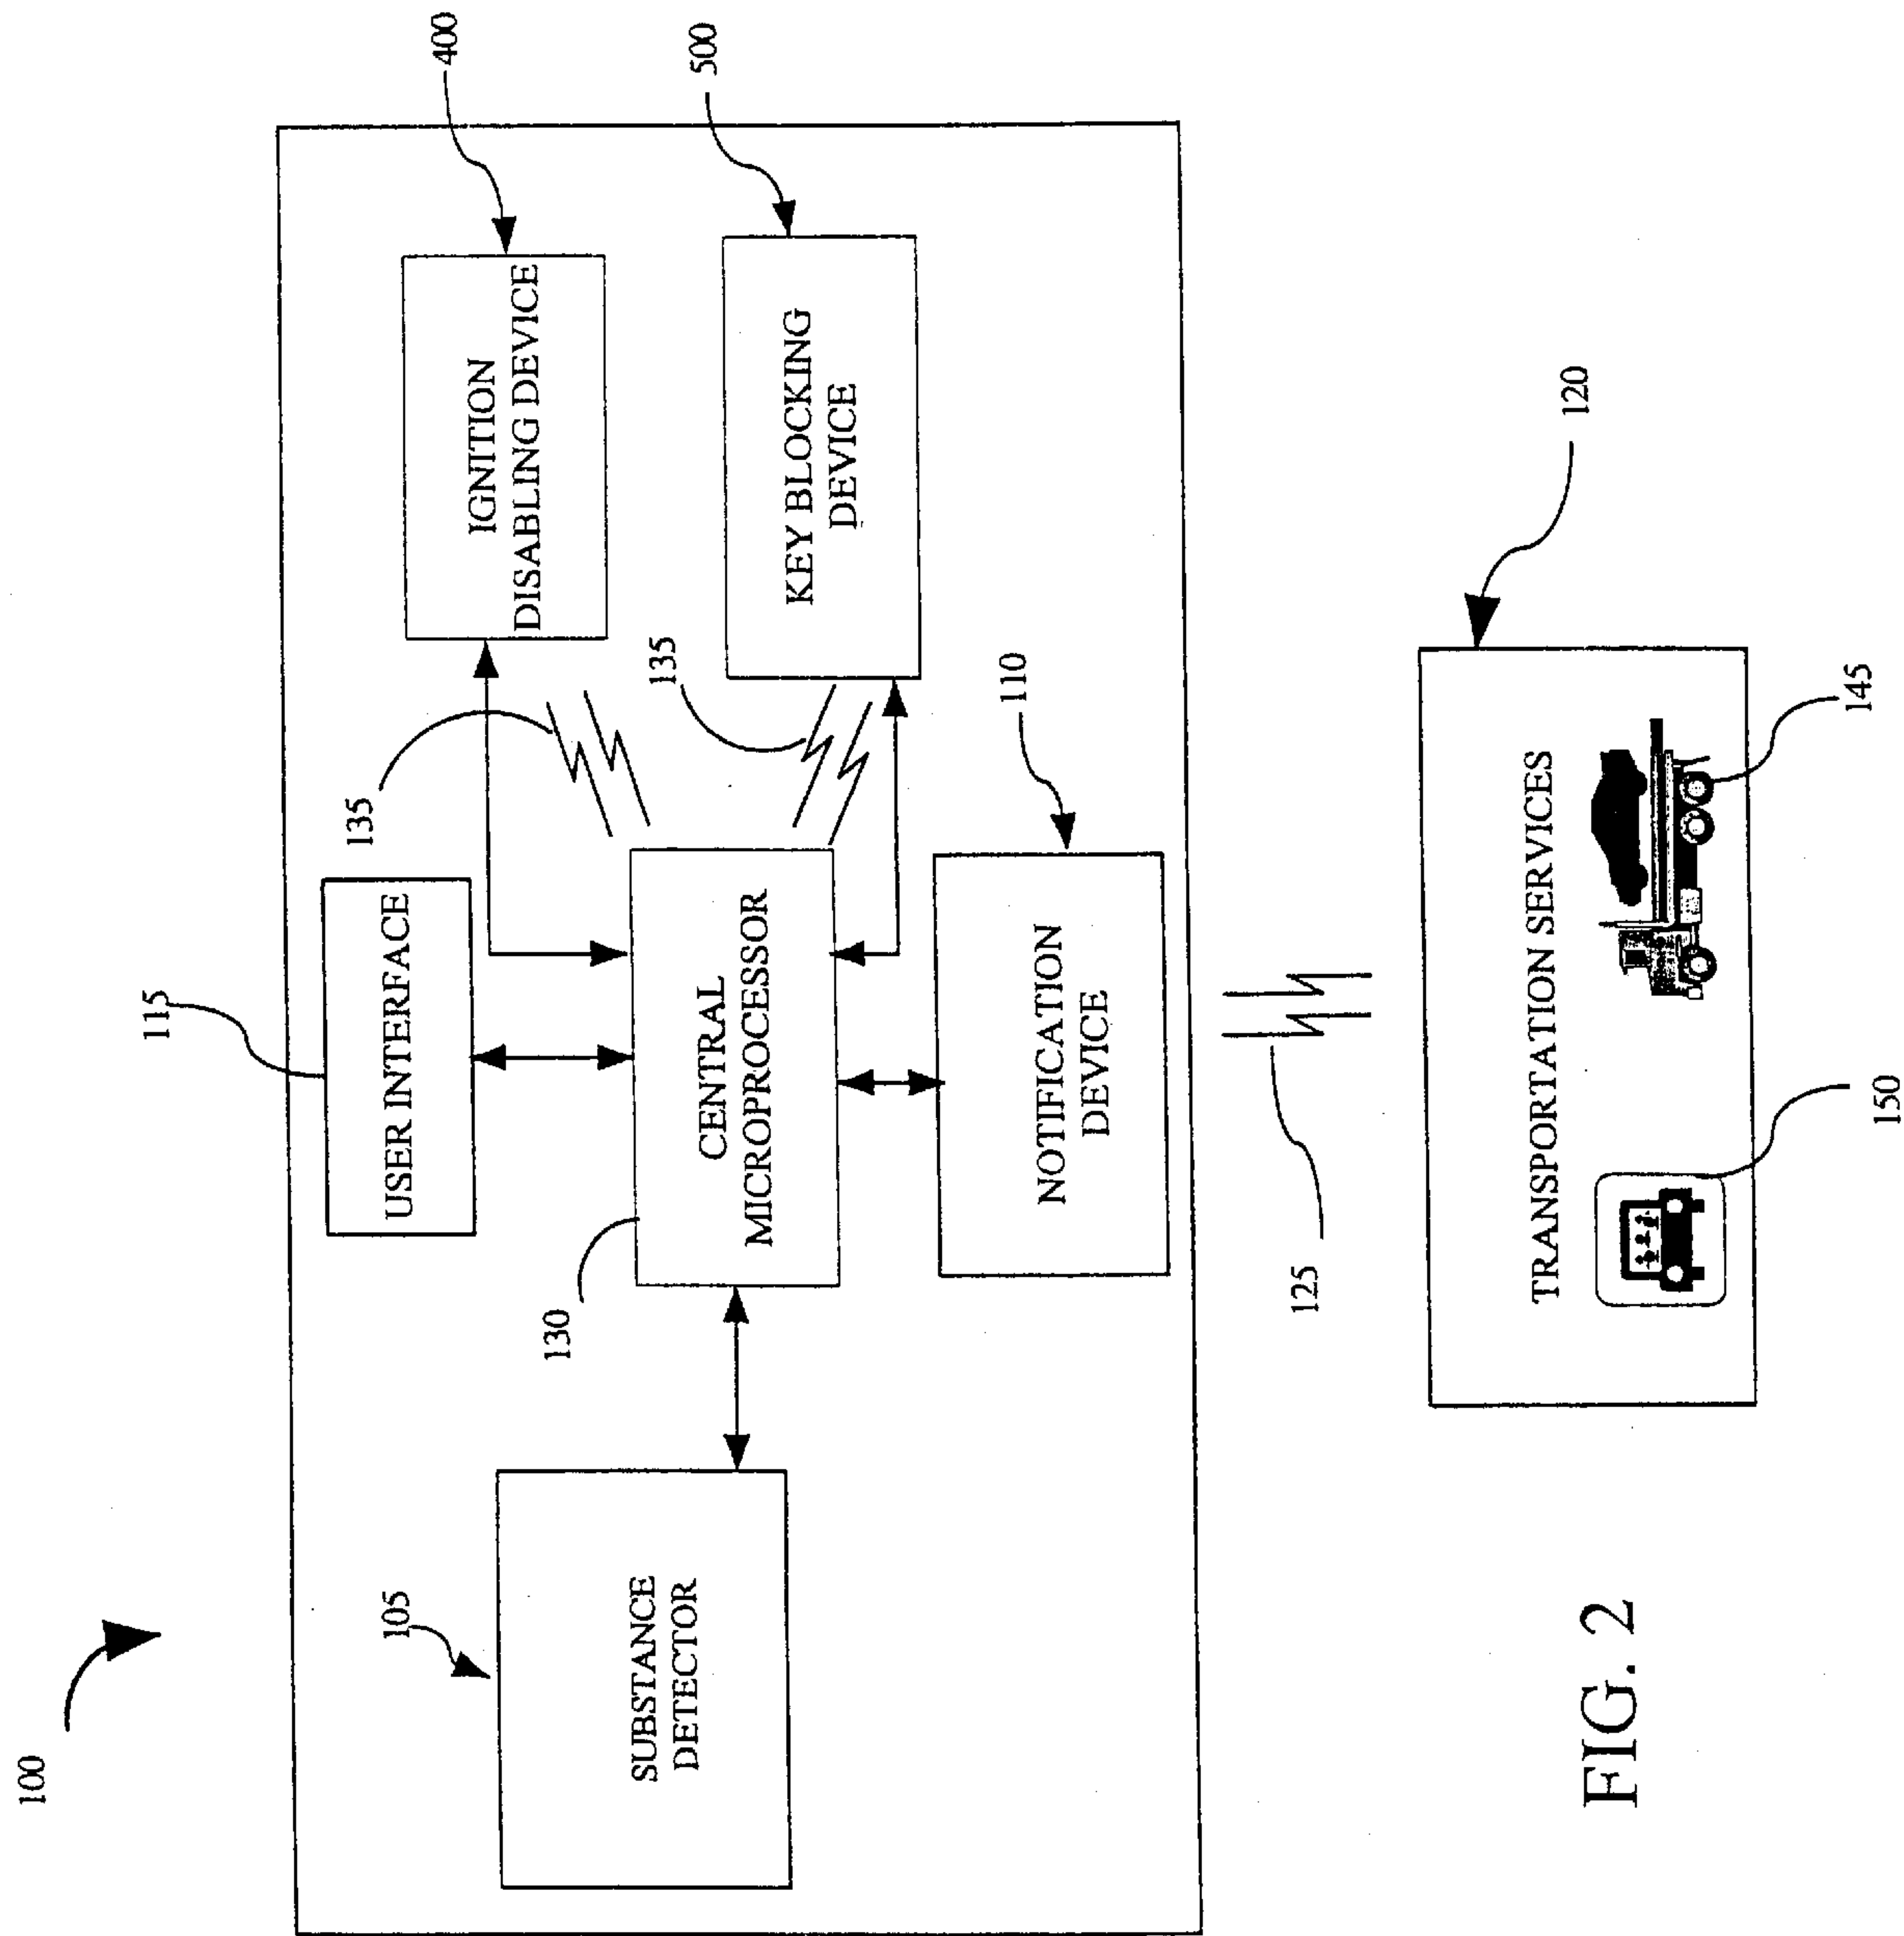 100
115
USER INTERFACE
400
IGNITION
DISABLING DEVICE
135
105
SUBSTANCE
DETECTOR
130
CENTRAL
MICROPROCESSOR
135
500
KEY BLOCKING
DEVICE
NOTIFICATION
DEVICE
110
125
120
TRANSPORTATION SERVICES
150
145
FIG. 2